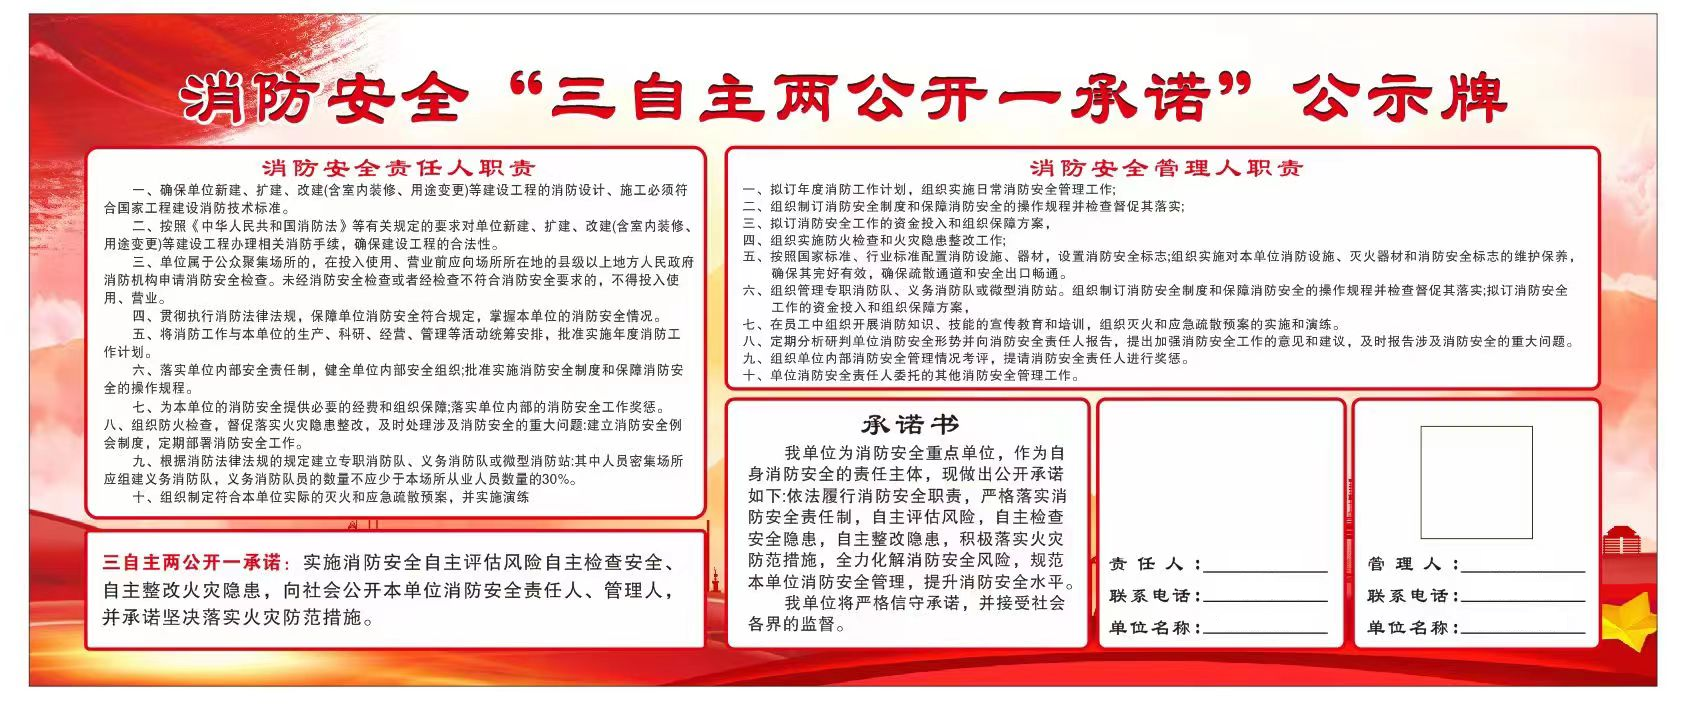 消防安全“三自主两公开一承诺”公示牌
消防安全责任人职责
一、确保单位新建、扩建、改建(含室内装修、用途变更)等建设工程的消防设计、施工必须符
合国家工程建设消防技术标准。
二、按照《中华人民共和国消防法》等有关规定的要求对单位新建、扩建、改建(含室内装修、
用途变更)等建设工程办理相关消防手续，确保建设工程的合法性。
三、单位属于公众聚集场所的，在投入使用、营业前应向场所所在地的县级以上地方人民政府
消防机构申请消防安全检查。未经消防安全检查或者经检查不符合消防安全要求的，不得投入使
用、营业。
四、贯彻执行消防法律法规，保障单位消防安全符合规定，掌握本单位的消防安全情况。
五、将消防工作与本单位的生产、科研、经营、管理等活动统筹安排，批准实施年度消防工
作计划。
六、落实单位内部安全责任制，健全单位内部安全组织;批准实施消防安全制度和保障消防安
全的操作规程。
七、为本单位的消防安全提供必要的经费和组织保障;落实单位内部的消防安全工作奖惩。
八、组织防火检查，督促落实火灾隐患整改，及时处理涉及消防安全的重大问题:建立消防安全例
会制度，定期部署消防安全工作。
九、根据消防法律法规的规定建立专职消防队、义务消防队或微型消防站:其中人员密集场所
应组建义务消防队，义务消防队员的数量不应少于本场所从业人员数量的30%。
十、组织制定符合本单位实际的灭火和应急疏散预案，并实施演练
三自主两公开一承诺：实施消防安全自主评估风险自主检查安全、
自主整改火灾隐患，向社会公开本单位消防安全责任人、管理人，
并承诺坚决落实火灾防范措施。
消防安全管理人职责
一、拟订年度消防工作计划，组织实施日常消防安全管理工作;
二、组织制订消防安全制度和保障消防安全的操作规程并检查督促其落实;
三、拟订消防安全工作的资金投入和组织保障方案，
四、组织实施防火检查和火灾隐患整改工作;
五、按照国家标准、行业标准配置消防设施、器材，设置消防安全标志;组织实施对本单位消防设施、灭火器材和消防安全标志的维护保养，
确保其完好有效，确保疏散通道和安全出口畅通。
六、组织管理专职消防队、义务消防队或微型消防站。组织制订消防安全制度和保障消防安全的操作规程并检查督促其落实;拟订消防安全
工作的资金投入和组织保障方案，
七、在员工中组织开展消防知识、技能的宣传教育和培训，组织灭火和应急疏散预案的实施和演练。
八、定期分析研判单位消防安全形势并向消防安全责任人报告，提出加强消防安全工作的意见和建议，及时报告涉及消防安全的重大问题。
九、组织单位内部消防安全管理情况考评，提请消防安全责任人进行奖惩。
十、单位消防安全责任人委托的其他消防安全管理工作。
承诺书
我单位为消防安全重点单位，作为自
身消防安全的责任主体，现做出公开承诺
如下:依法履行消防安全职责，严格落实消
防安全责任制，自主评估风险，自主检查
安全隐患，自主整改隐患，积极落实火灾
防范措施，全力化解消防安全风险，规范
本单位消防安全管理，提升消防安全水平。
我单位将严格信守承诺，并接受社会
各界的监督。
责任人：
联系电话：
单位名称：
管理人：
联系电话：
单位名称：